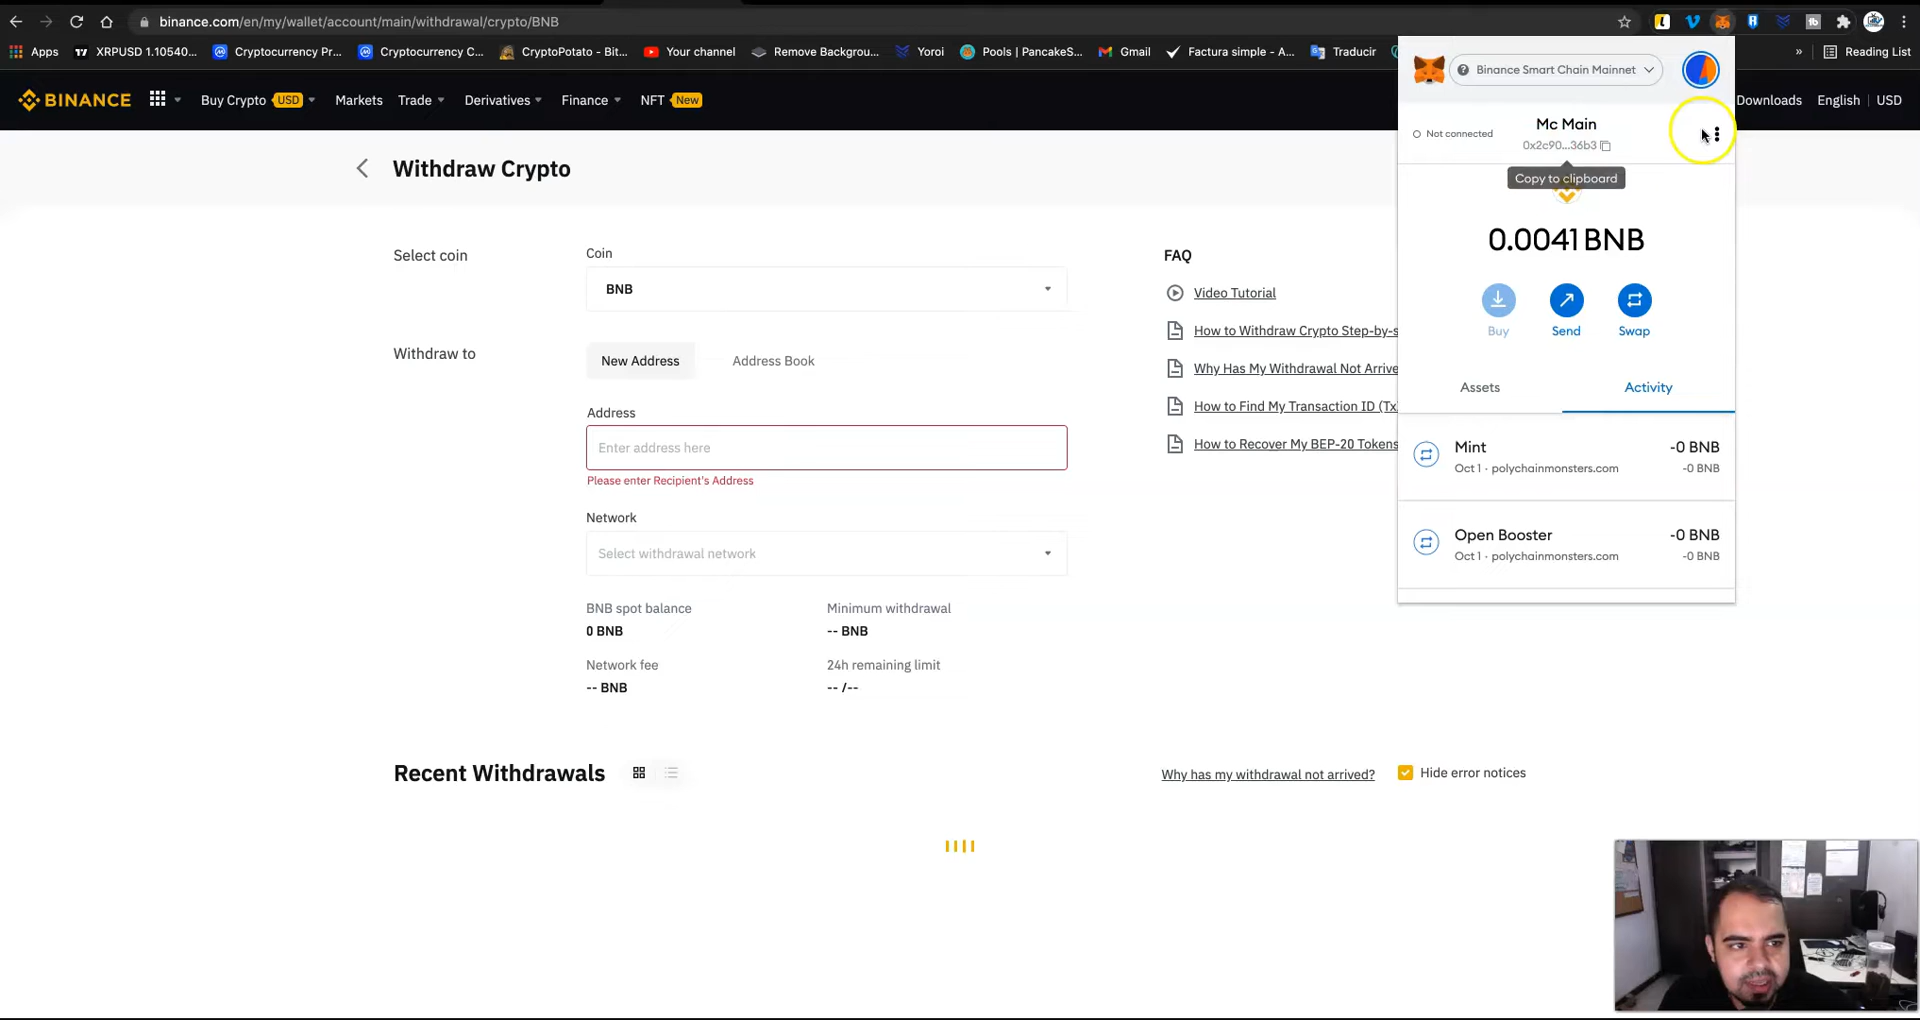 binance.com/en/my/wallet/account/main/withdrawal/crypto/BNB
Apps
XRPUSD 1.10540...
Cryptocurrency Pr...
Cryptocurrency C...
CryptoPotato - Bit...
Your channel
Remove Backgrou...
Yoroi
Pools | PancakeS...
Gmail
Factura simple - A...
Traducir
»
Reading List
BINANCE
Buy Crypto USD
Markets
Trade
Derivatives
Finance
NFT New
Downloads
English
USD
Binance Smart Chain Mainnet
Not connected
Mc Main
0x2c90...36b3
Copy to clipboard
0.0041 BNB
Buy
Send
Swap
Assets
Activity
Mint
-0 BNB
Oct 1 · polychainmonsters.com
-0 BNB
Open Booster
-0 BNB
Oct 1 · polychainmonsters.com
-0 BNB
Withdraw Crypto
Select coin
Coin
BNB
Withdraw to
New Address
Address Book
Address
Enter address here
Please enter Recipient's Address
Network
Select withdrawal network
BNB spot balance
0 BNB
Minimum withdrawal
-- BNB
Network fee
-- BNB
24h remaining limit
-- /--
FAQ
Video Tutorial
How to Withdraw Crypto Step-by-s
Why Has My Withdrawal Not Arrive
How to Find My Transaction ID (Tx
How to Recover My BEP-20 Tokens
Recent Withdrawals
Why has my withdrawal not arrived?
Hide error notices